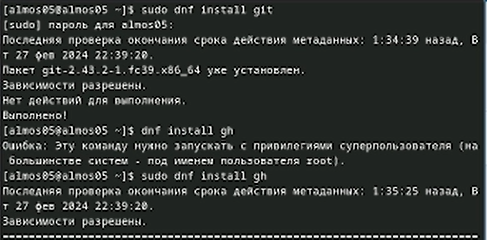 [almos05@almos05 ~]$ sudo dnf install git
[sudo] пароль для almos05:
Последняя проверка окончания срока действия метаданных: 1:34:39 назад, В
т 27 фев 2024 22:39:20.
Пакет git-2.43.2-1.fc39.x86_64 уже установлен.
Зависимости разрешены.
Нет действий для выполнения.
Выполнено!
[almos05@almos05 ~]$ dnf install gh
Ошибка: Эту команду нужно запускать с привилегиями суперпользователя (на
большинстве систем - под именем пользователя root).
[almos05@almos05 ~]$ sudo dnf install gh
Последняя проверка окончания срока действия метаданных: 1:35:25 назад, В
т 27 фев 2024 22:39:20.
Зависимости разрешены.